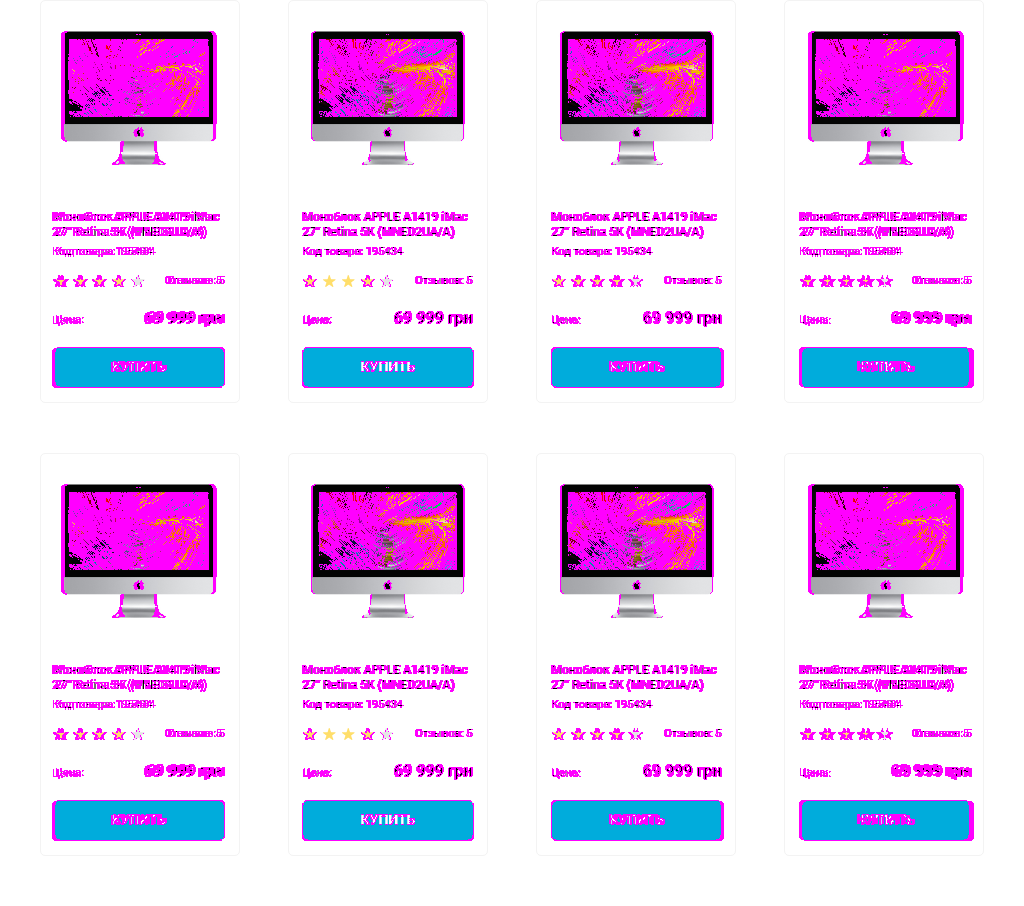 Моноблок APPLE A1419 iMac
27" Retina 5K (MNED2UA/A)
Код товара: 195434
Отзывов: 5
Цена: 69 999 грн
КУПИТЬ
Моноблок APPLE A1419 iMac
27" Retina 5K (MNED2UA/A)
Код товара: 195434
Отзывов: 5
Цена: 69 999 грн
КУПИТЬ
Моноблок APPLE A1419 iMac
27" Retina 5K (MNED2UA/A)
Код товара: 195434
Отзывов: 5
Цена: 69 999 грн
КУПИТЬ
Моноблок APPLE A1419 iMac
27" Retina 5K (MNED2UA/A)
Код товара: 195434
Отзывов: 5
Цена: 69 999 грн
КУПИТЬ
Моноблок APPLE A1419 iMac
27" Retina 5K (MNED2UA/A)
Код товара: 195434
Отзывов: 5
Цена: 69 999 грн
КУПИТЬ
Моноблок APPLE A1419 iMac
27" Retina 5K (MNED2UA/A)
Код товара: 195434
Отзывов: 5
Цена: 69 999 грн
КУПИТЬ
Моноблок APPLE A1419 iMac
27" Retina 5K (MNED2UA/A)
Код товара: 195434
Отзывов: 5
Цена: 69 999 грн
КУПИТЬ
Моноблок APPLE A1419 iMac
27" Retina 5K (MNED2UA/A)
Код товара: 195434
Отзывов: 5
Цена: 69 999 грн
КУПИТЬ